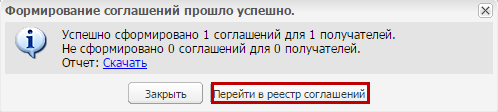 Формирование соглашений прошло успешно.
Успешно сформировано 1 соглашений для 1 получателей.
Не сформировано 0 соглашений для 0 получателей.
Отчет: Скачать
Закрыть Перейти в реестр соглашений